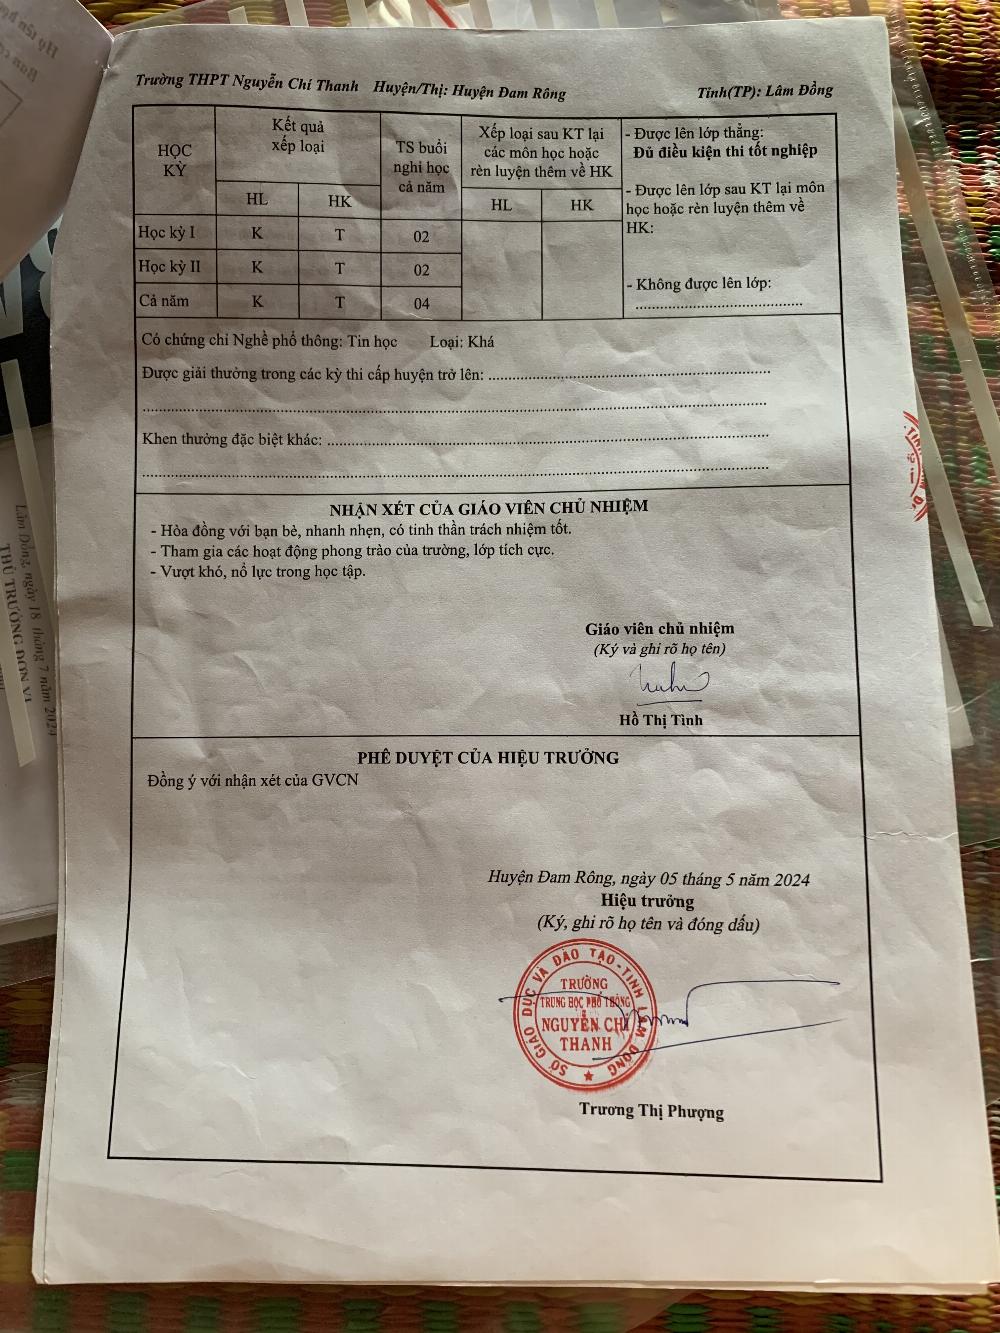 Trường THPT Nguyễn Chí Thanh Huyện/Thị: Huyện Đam Rông Tỉnh(TP): Lâm Đồng
HỌC KỲ
Kết quả xếp loại
TS buổi nghỉ học cả năm
Xếp loại sau KT lại các môn học hoặc rèn luyện thêm về HK
HL HK HL HK
Học kỳ I K T 02
Học kỳ II K T 02
Cả năm K T 04
- Được lên lớp thẳng:
Đủ điều kiện thi tốt nghiệp
- Được lên lớp sau KT lại môn
học hoặc rèn luyện thêm về
HK:
- Không được lên lớp:
....................................
Có chứng chỉ Nghề phổ thông: Tin học Loại: Khá
Được giải thưởng trong các kỳ thi cấp huyện trở lên: ............................................................
Khen thưởng đặc biệt khác: ............................................................
NHẬN XÉT CỦA GIÁO VIÊN CHỦ NHIỆM
- Hòa đồng với bạn bè, nhanh nhẹn, có tinh thần trách nhiệm tốt.
- Tham gia các hoạt động phong trào của trường, lớp tích cực.
- Vượt khó, nổ lực trong học tập.
Giáo viên chủ nhiệm
(Ký và ghi rõ họ tên)
Hồ Thị Tình
PHÊ DUYỆT CỦA HIỆU TRƯỞNG
Đồng ý với nhận xét của GVCN
Huyện Đam Rông, ngày 05 tháng 5 năm 2024
Hiệu trưởng
(Ký, ghi rõ họ tên và đóng dấu)
SỞ GIÁO DỤC VÀ ĐÀO TẠO-TỈNH LÂM ĐỒNG
TRƯỜNG
TRUNG HỌC PHỔ THÔNG
NGUYỄN CHÍ
THANH
Trương Thị Phượng
Lâm Đồng, ngày 18 tháng 7 năm 2024
THỦ TRƯỞNG ĐƠN VỊ